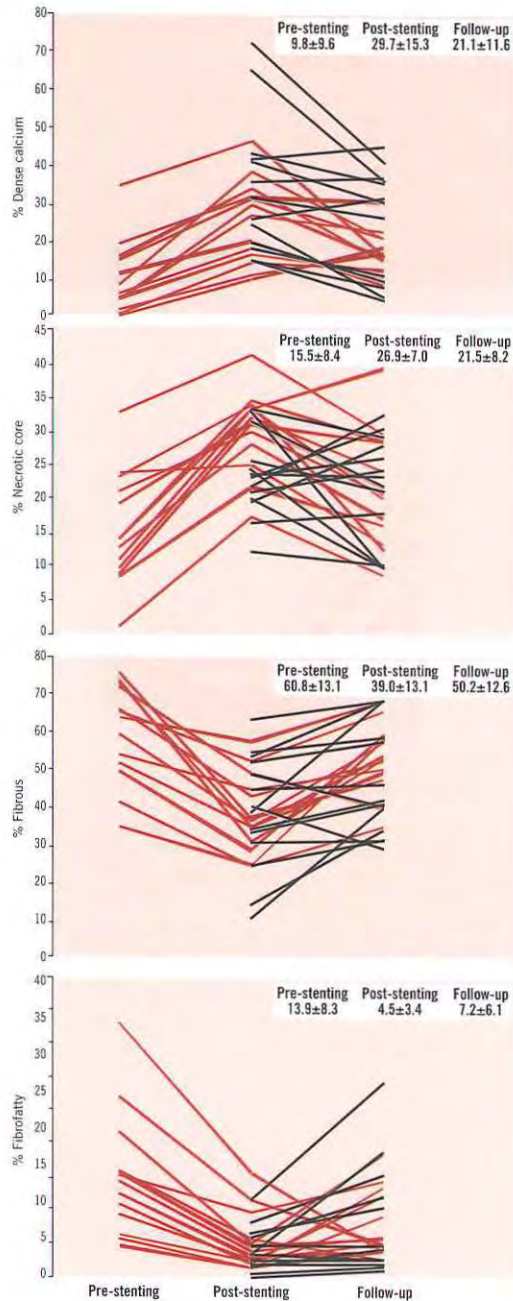 80
70
60
50
40
30
20
10
0
% Dense calcium
Pre-stenting Post-stenting Follow-up
9.8±9.6 29.7±15.3 21.1±11.6
45
40
35
30
25
20
15
10
5
0
% Necrotic core
Pre-stenting Post-stenting Follow-up
15.5±8.4 26.9±7.0 21.5±8.2
80
70
60
50
40
30
20
10
0
% Fibrous
Pre-stenting Post-stenting Follow-up
60.8±13.1 39.0±13.1 50.2±12.6
40
35
30
25
20
15
10
5
0
% Fibrofatty
Pre-stenting Post-stenting Follow-up
13.9±8.3 4.5±3.4 7.2±6.1
Pre-stenting Post-stenting Follow-up